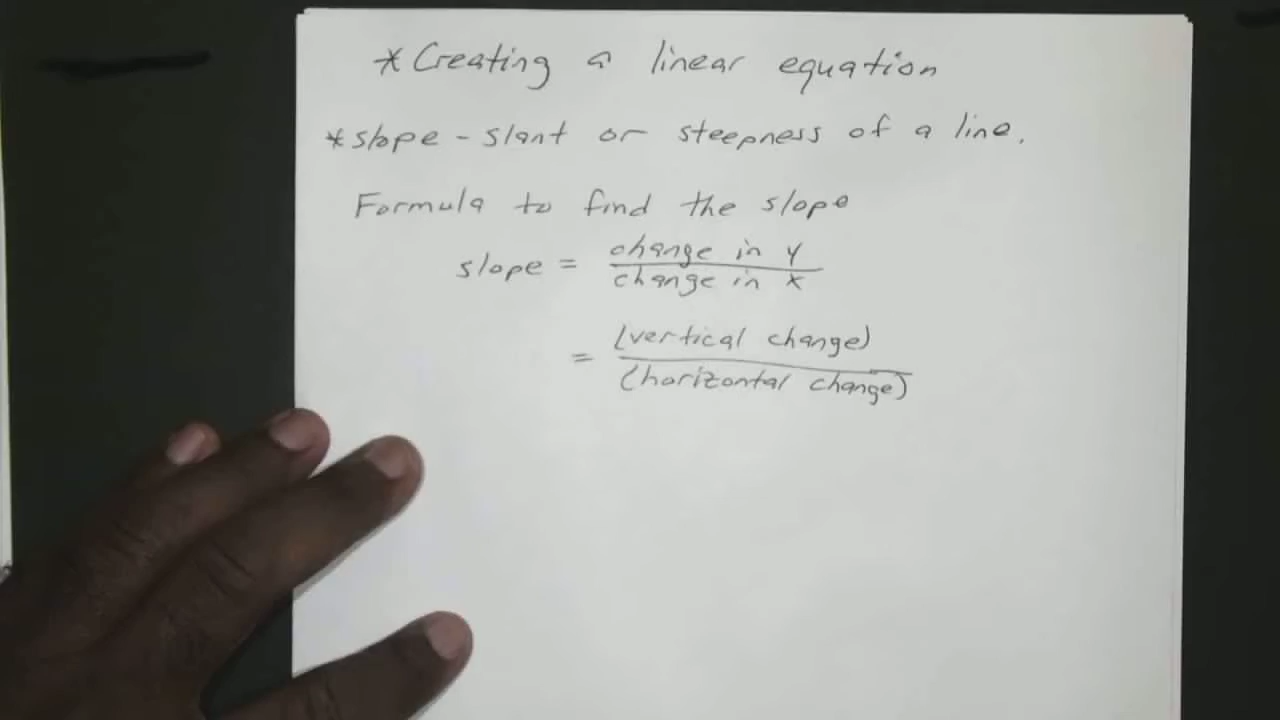 *Creating a linear equation
*slope - slant or steepness of a line.
Formula to find the slope
slope = change in y
change in x
= (vertical change)
(horizontal change)